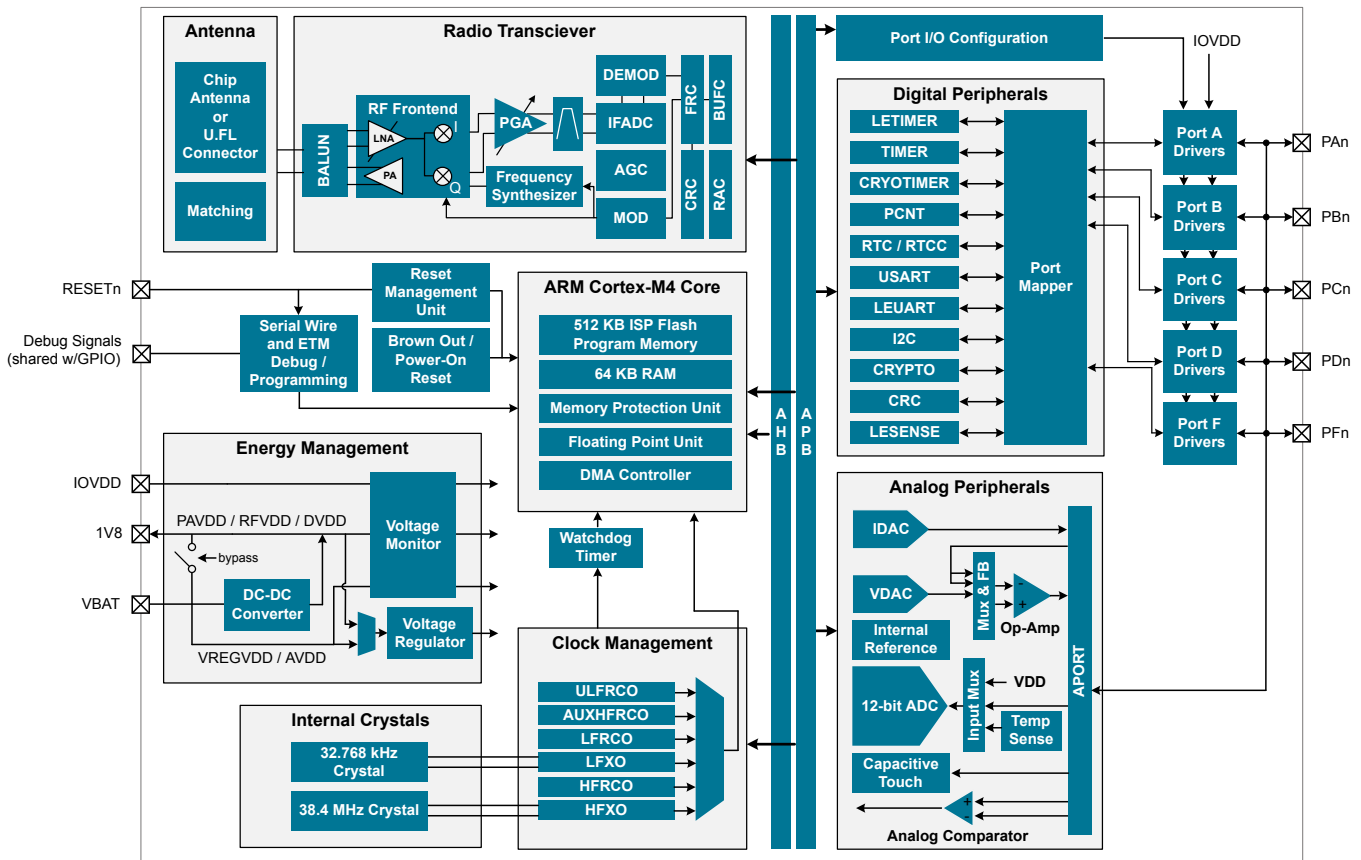 Antenna
Chip
Antenna
or
U.FL
Connector
Matching
Radio Transciever
BALUN
RF Frontend
LNA
PA
I
Q
PGA
Frequency
Synthesizer
DEMOD
IFADC
AGC
MOD
FRC
BUFC
CRC
RAC
RESETn
Debug Signals
(shared w/GPIO)
Reset
Management
Unit
Serial Wire
and ETM
Debug /
Programming
Brown Out /
Power-On
Reset
ARM Cortex-M4 Core
512 KB ISP Flash
Program Memory
64 KB RAM
Memory Protection Unit
Floating Point Unit
DMA Controller
Watchdog
Timer
Energy Management
IOVDD
1V8
VBAT
PAVDD / RFVDD / DVDD
bypass
DC-DC
Converter
VREGVDD / AVDD
Voltage
Monitor
Voltage
Regulator
Internal Crystals
32.768 kHz
Crystal
38.4 MHz Crystal
Clock Management
ULFRCO
AUXHFRCO
LFRCO
LFXO
HFRCO
HFXO
AHB
APB
Port I/O Configuration
IOVDD
Digital Peripherals
LETIMER
TIMER
CRYOTIMER
PCNT
RTC / RTCC
USART
LEUART
I2C
CRYPTO
CRC
LESENSE
Port
Mapper
Port A
Drivers
Port B
Drivers
Port C
Drivers
Port D
Drivers
Port F
Drivers
PAn
PBn
PCn
PDn
PFn
Analog Peripherals
IDAC
VDAC
Mux & FB
-
+
Op-Amp
Internal
Reference
12-bit ADC
Input Mux
VDD
Temp
Sense
Capacitive
Touch
+
-
Analog Comparator
APORT